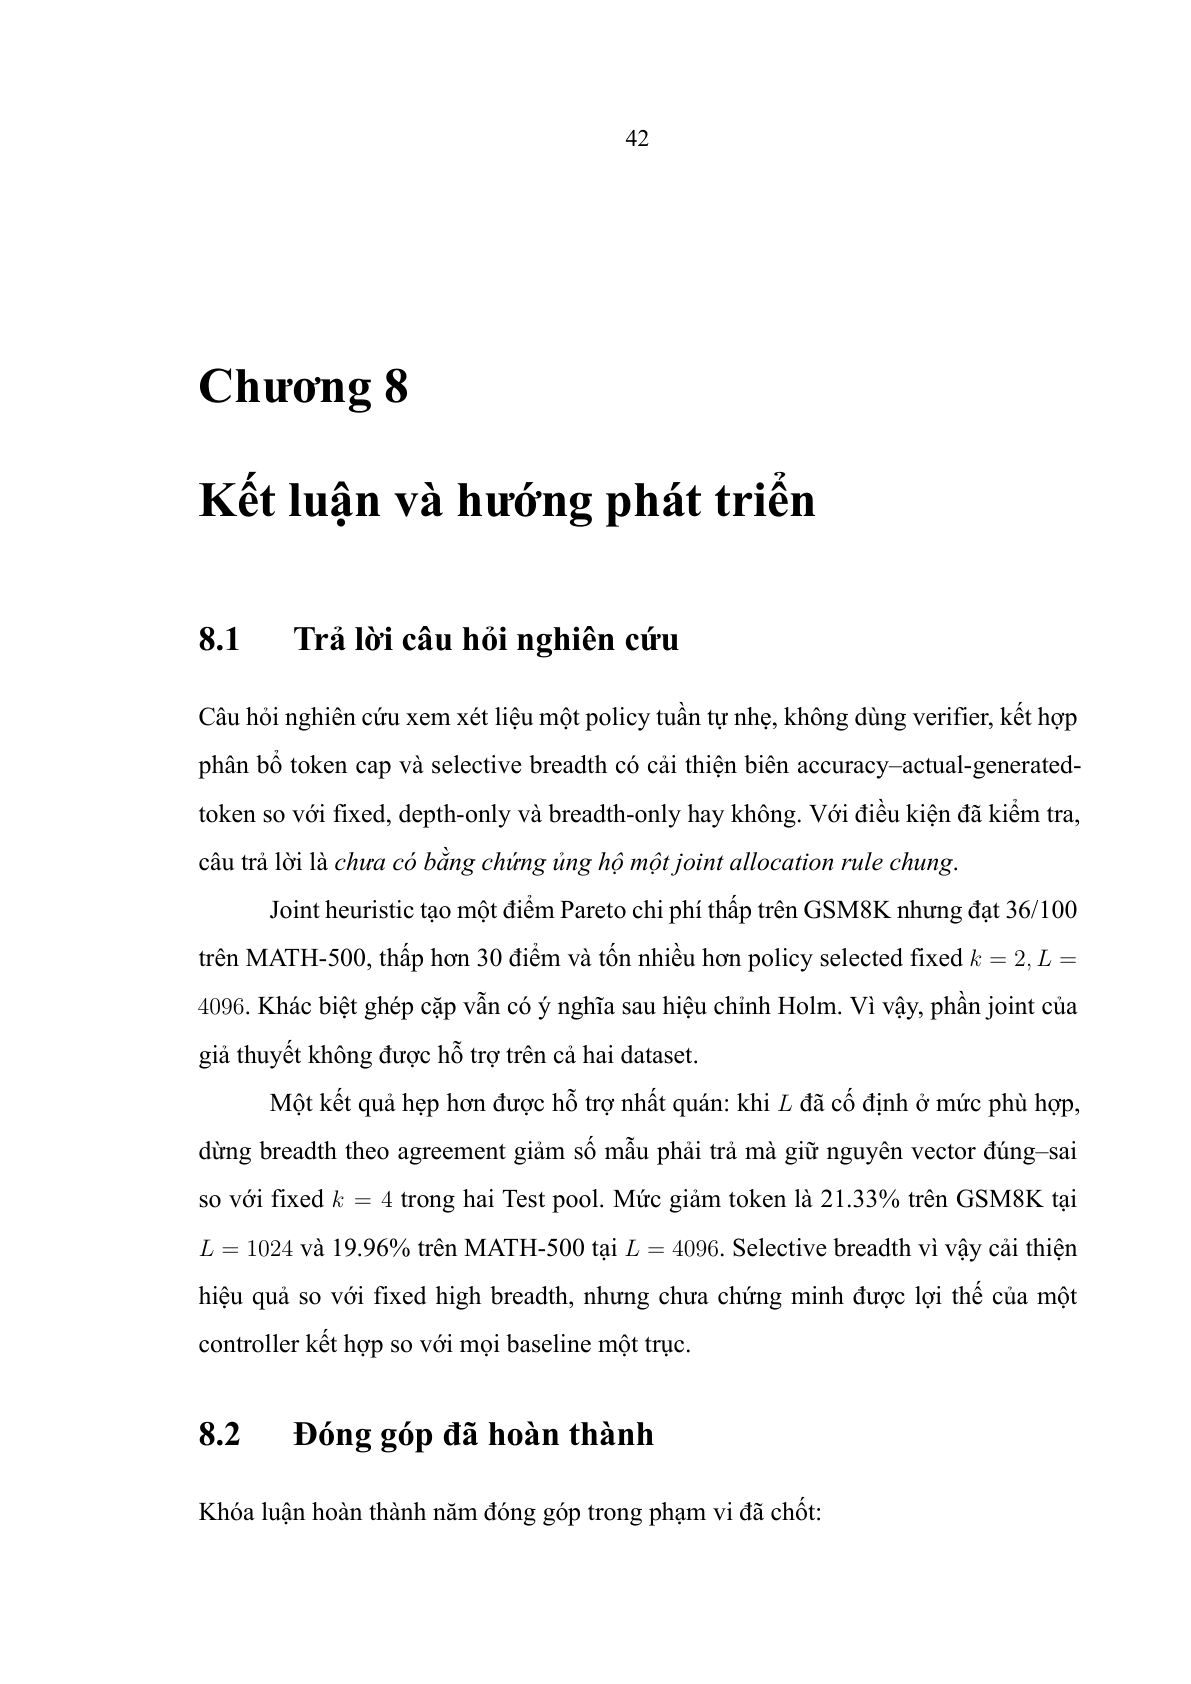 42
Chương 8
Kết luận và hướng phát triển
8.1 Trả lời câu hỏi nghiên cứu
Câu hỏi nghiên cứu xem xét liệu một policy tuần tự nhẹ, không dùng verifier, kết hợp
phân bổ token cap và selective breadth có cải thiện biên accuracy–actual-generated-
token so với fixed, depth-only và breadth-only hay không. Với điều kiện đã kiểm tra,
câu trả lời là chưa có bằng chứng ủng hộ một joint allocation rule chung.
Joint heuristic tạo một điểm Pareto chi phí thấp trên GSM8K nhưng đạt 36/100
trên MATH-500, thấp hơn 30 điểm và tốn nhiều hơn policy selected fixed k = 2, L =
4096. Khác biệt ghép cặp vẫn có ý nghĩa sau hiệu chỉnh Holm. Vì vậy, phần joint của
giả thuyết không được hỗ trợ trên cả hai dataset.
Một kết quả hẹp hơn được hỗ trợ nhất quán: khi L đã cố định ở mức phù hợp,
dừng breadth theo agreement giảm số mẫu phải trả mà giữ nguyên vector đúng–sai
so với fixed k = 4 trong hai Test pool. Mức giảm token là 21.33% trên GSM8K tại
L = 1024 và 19.96% trên MATH-500 tại L = 4096. Selective breadth vì vậy cải thiện
hiệu quả so với fixed high breadth, nhưng chưa chứng minh được lợi thế của một
controller kết hợp so với mọi baseline một trục.
8.2 Đóng góp đã hoàn thành
Khóa luận hoàn thành năm đóng góp trong phạm vi đã chốt: